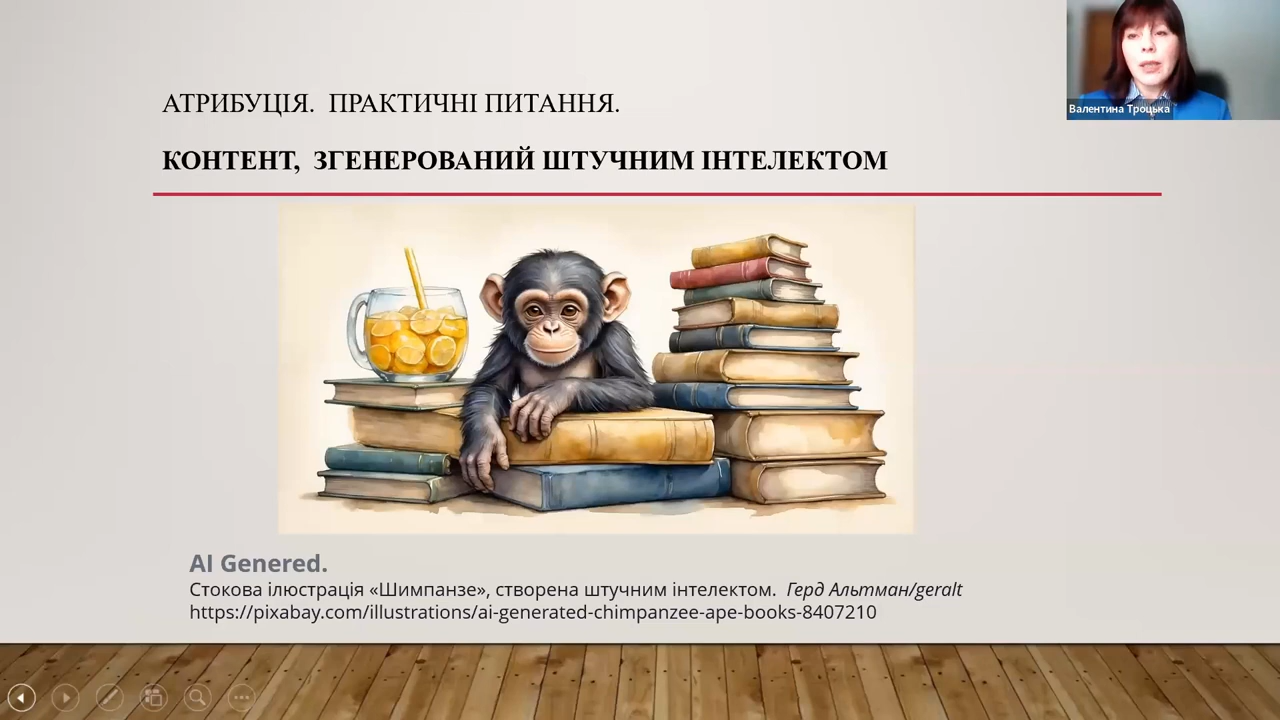 АТРИБУЦІЯ. ПРАКТИЧНІ ПИТАННЯ.
КОНТЕНТ, ЗГЕНЕРОВАНИЙ ШТУЧНИМ ІНТЕЛЕКТОМ
Валентина Троцька
AI Genered.
Стокова ілюстрація «Шимпанзе», створена штучним інтелектом. Герд Альтман/geralt
https://pixabay.com/illustrations/ai-generated-chimpanzee-ape-books-8407210